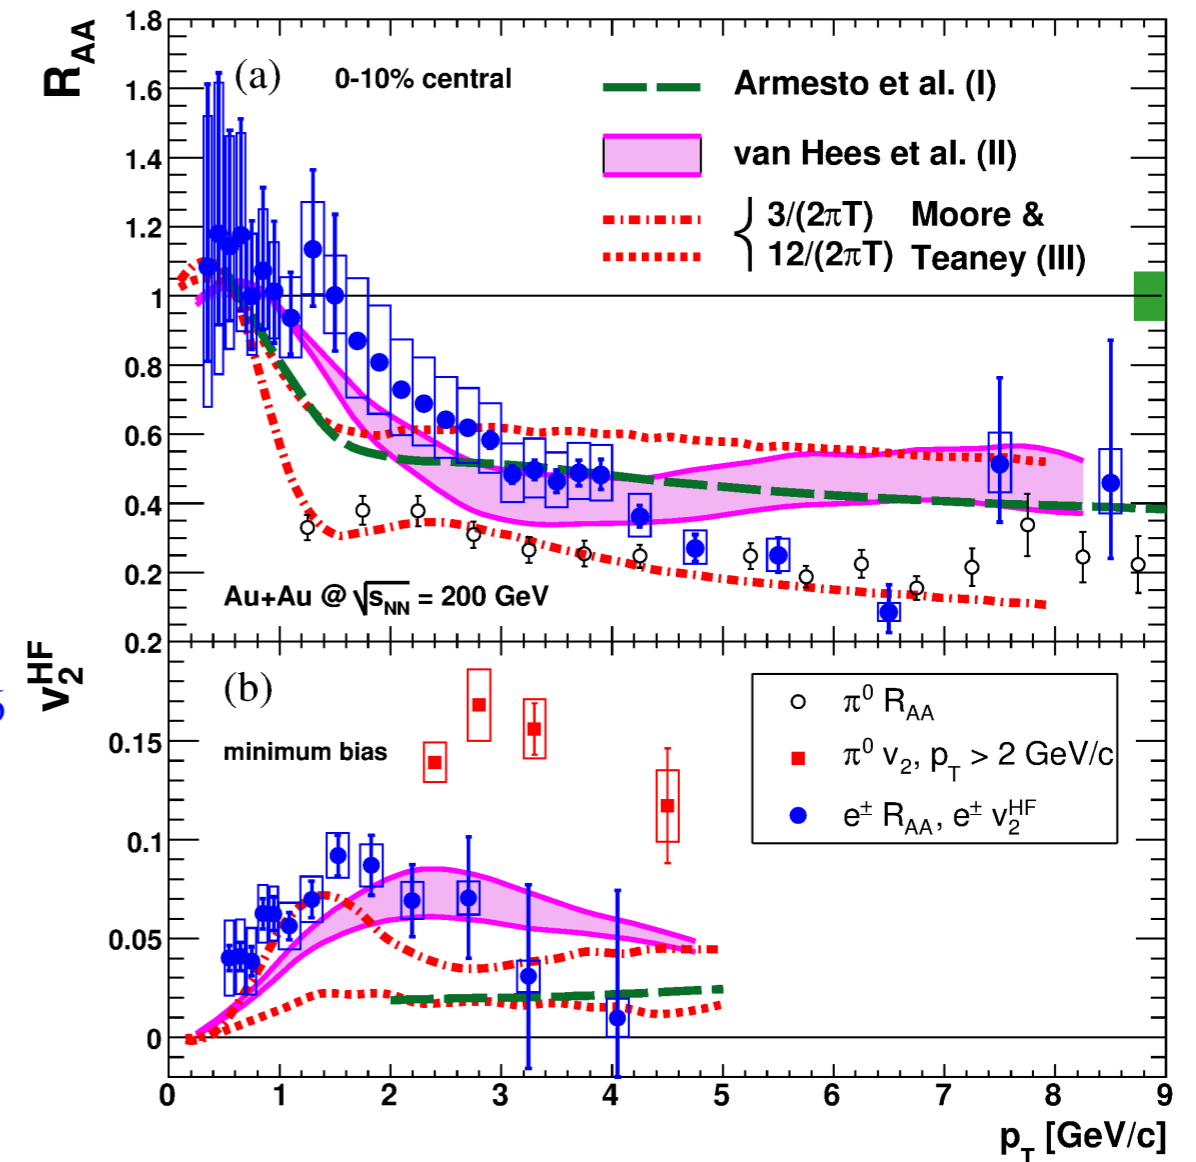 R_AA
1.8
1.6
1.4
1.2
1
0.8
0.6
0.4
0.2
(a)
0-10% central
Armesto et al. (I)
van Hees et al. (II)
3/(2πT) Moore &
12/(2πT) Teaney (III)
Au+Au @ √s_NN = 200 GeV
v_2^HF
0.2
0.15
0.1
0.05
0
(b)
minimum bias
π^0 R_AA
π^0 v_2, p_T > 2 GeV/c
e^± R_AA, e^± v_2^HF
0 1 2 3 4 5 6 7 8 9
p_T [GeV/c]